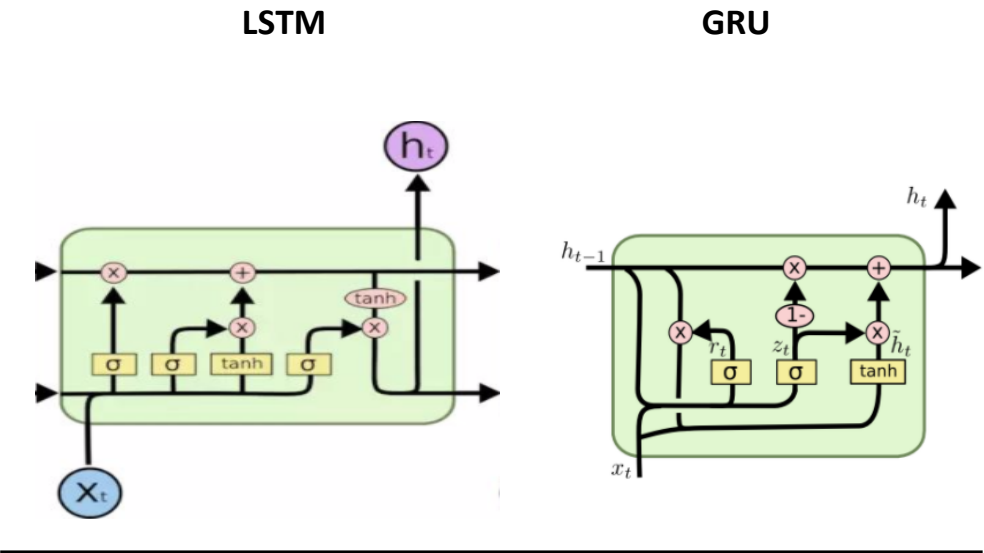 LSTM GRU
hₜ
hₜ
hₜ₋₁
x + x +
tanh 1-
x x x rₜ zₜ x h̃ₜ
σ σ tanh σ σ σ tanh
xₜ
Xₜ